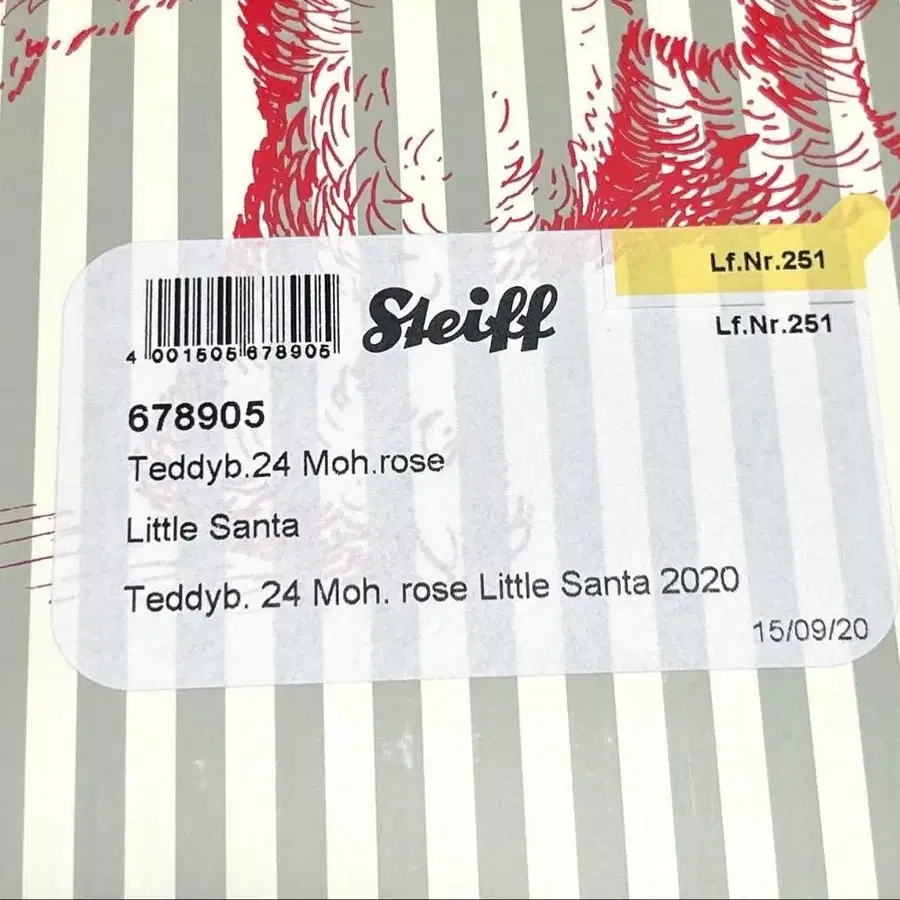 Lf.Nr.251
Steiff
Lf.Nr.251
4 001505 678905
678905
Teddyb.24 Moh.rose
Little Santa
Teddyb. 24 Moh. rose Little Santa 2020
15/09/20